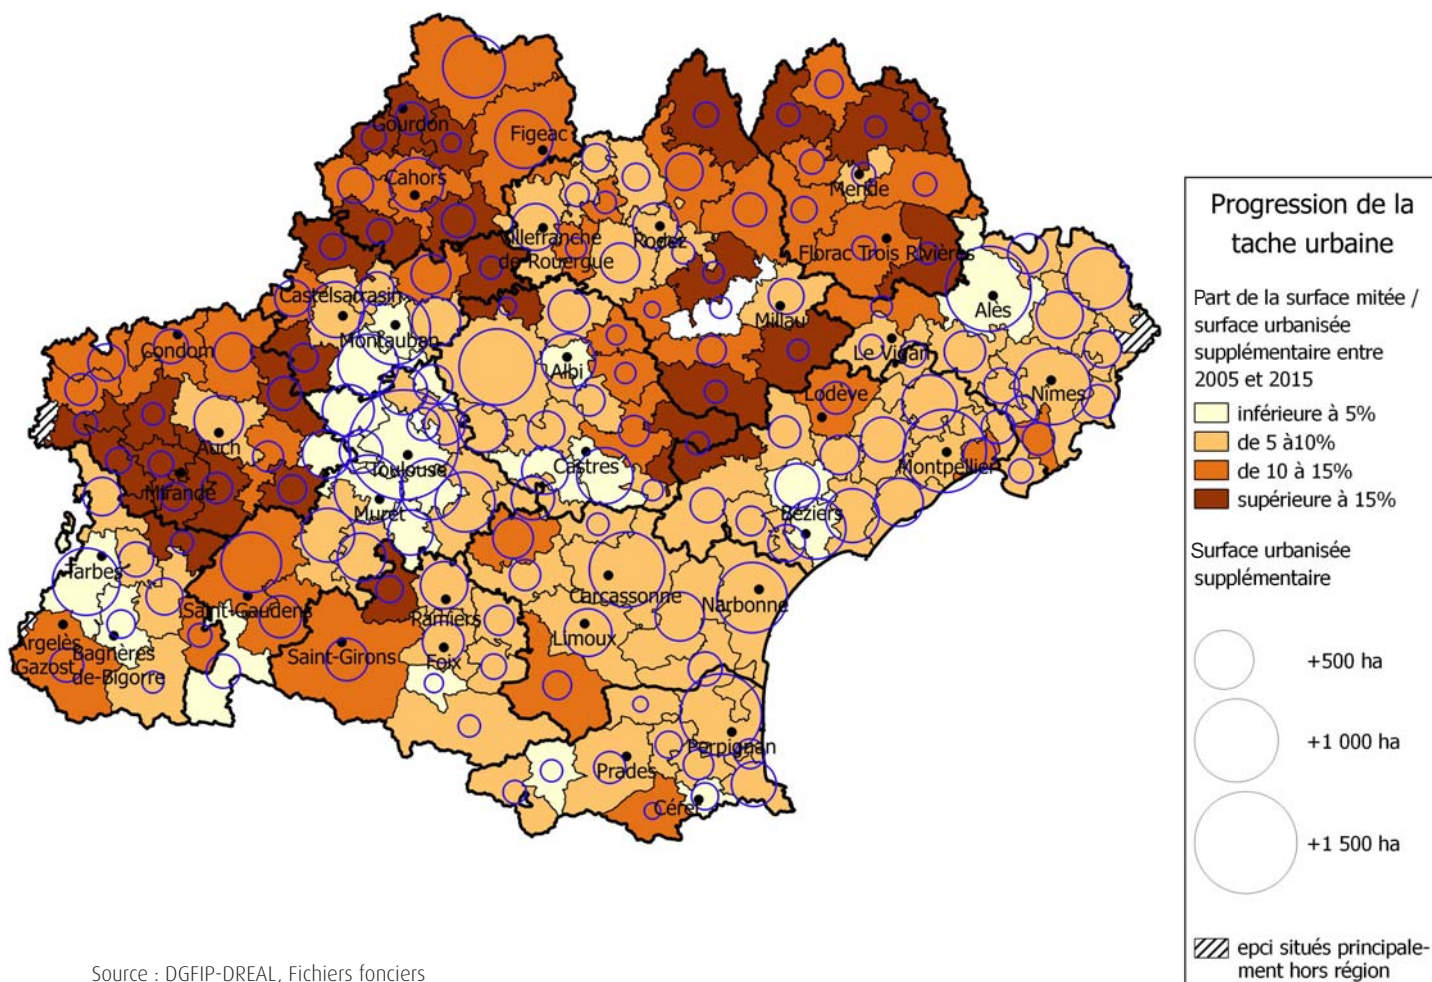 Gourdon
Figeac
Cahors
Mende
Villefranche
de-Rouergue
Rodez
Florac Trois Rivières
Castelsarrasin
Montauban
Millau
Alès
Condom
Albi
Le Vigan
Nîmes
Lodève
Auch
Toulouse
Castres
Montpellier
Mirande
Muret
Béziers
Tarbes
Saint-Gaudens
Pamiers
Carcassonne
Narbonne
Argelès
Gazost
Bagnères
de-Bigorre
Saint-Girons
Foix
Limoux
Perpignan
Prades
Céret
Progression de la
tache urbaine
Part de la surface mitée /
surface urbanisée
supplémentaire entre
2005 et 2015
inférieure à 5%
de 5 à10%
de 10 à 15%
supérieure à 15%
Surface urbanisée
supplémentaire
+500 ha
+1 000 ha
+1 500 ha
epci situés principale-
ment hors région
Source : DGFIP-DREAL, Fichiers fonciers